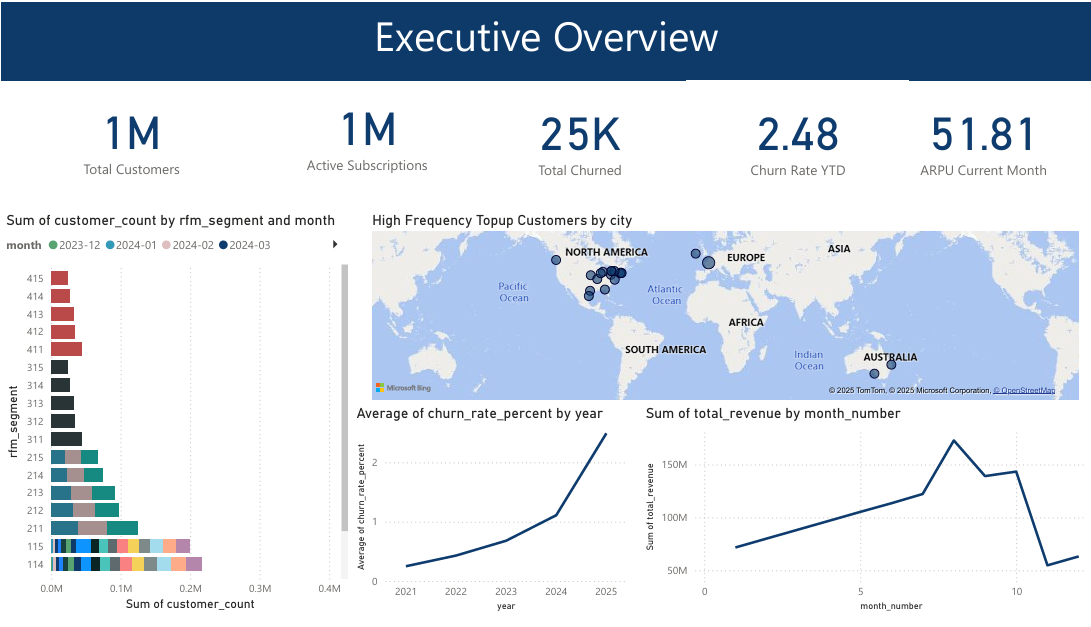 Executive Overview
1M
Total Customers
1M
Active Subscriptions
25K
Total Churned
2.48
Churn Rate YTD
51.81
ARPU Current Month
Sum of customer_count by rfm_segment and month
month 2023-12 2024-01 2024-02 2024-03
rfm_segment
415
414
413
412
411
315
314
313
312
311
215
214
213
212
211
115
114
0.0M 0.1M 0.2M 0.3M 0.4M
Sum of customer_count
High Frequency Topup Customers by city
NORTH AMERICA
EUROPE
ASIA
Pacific
Ocean
Atlantic
Ocean
AFRICA
SOUTH AMERICA
Indian
Ocean
AUSTRALIA
Microsoft Bing
© 2025 TomTom, © 2025 Microsoft Corporation, © OpenStreetMap
Average of churn_rate_percent by year
Average of churn_rate_percent
2
1
0
2021 2022 2023 2024 2025
year
Sum of total_revenue by month_number
Sum of total_revenue
150M
100M
50M
0 5 10
month_number